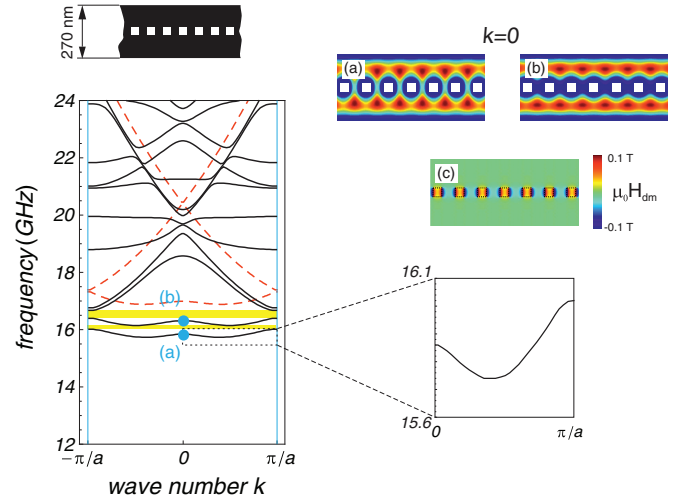 270 nm
k=0
(a)
(b)
(c)
0.1 T
μ₀H_dm
-0.1 T
24
22
20
18
16
14
12
frequency (GHz)
(b)
(a)
−π/a
0
π/a
wave number k
16.1
15.6
0
π/a